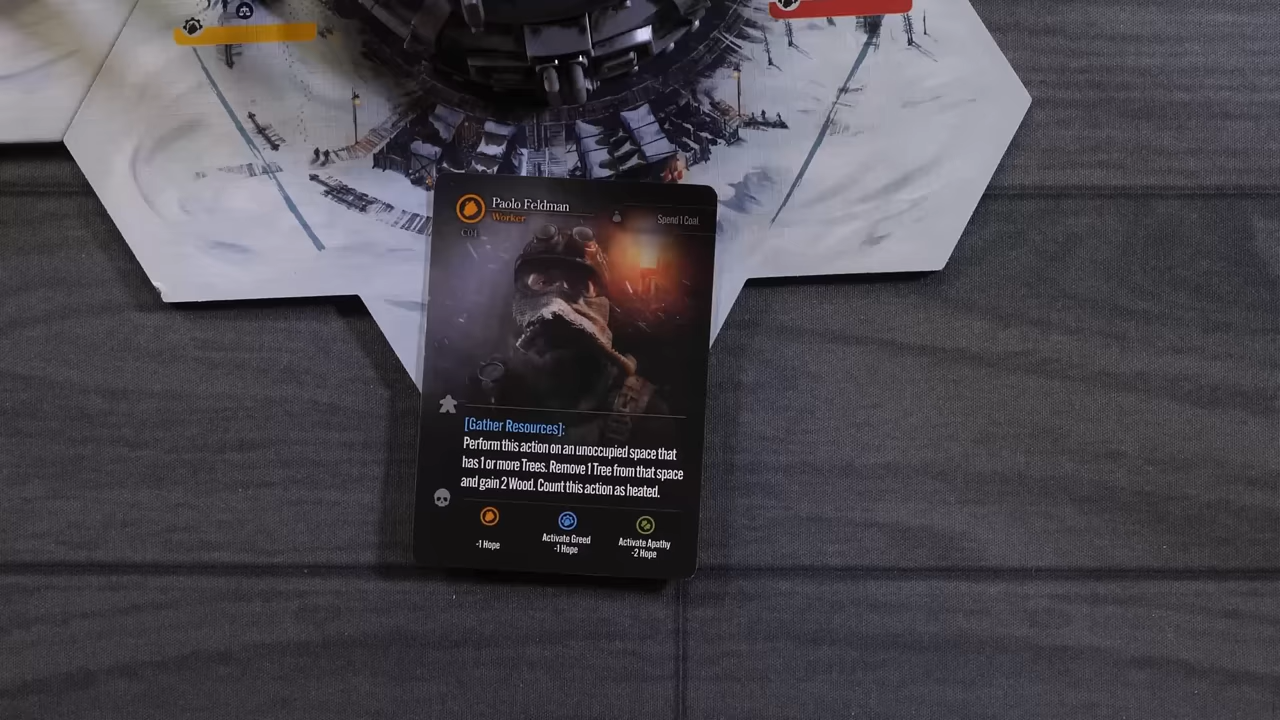 Paolo Feldman
Worker
Spend 1 Coal
C01
[Gather Resources]:
Perform this action on an unoccupied space that
has 1 or more Trees. Remove 1 Tree from that space
and gain 2 Wood. Count this action as heated.
-1 Hope
Activate Greed
-1 Hope
Activate Apathy
-2 Hope